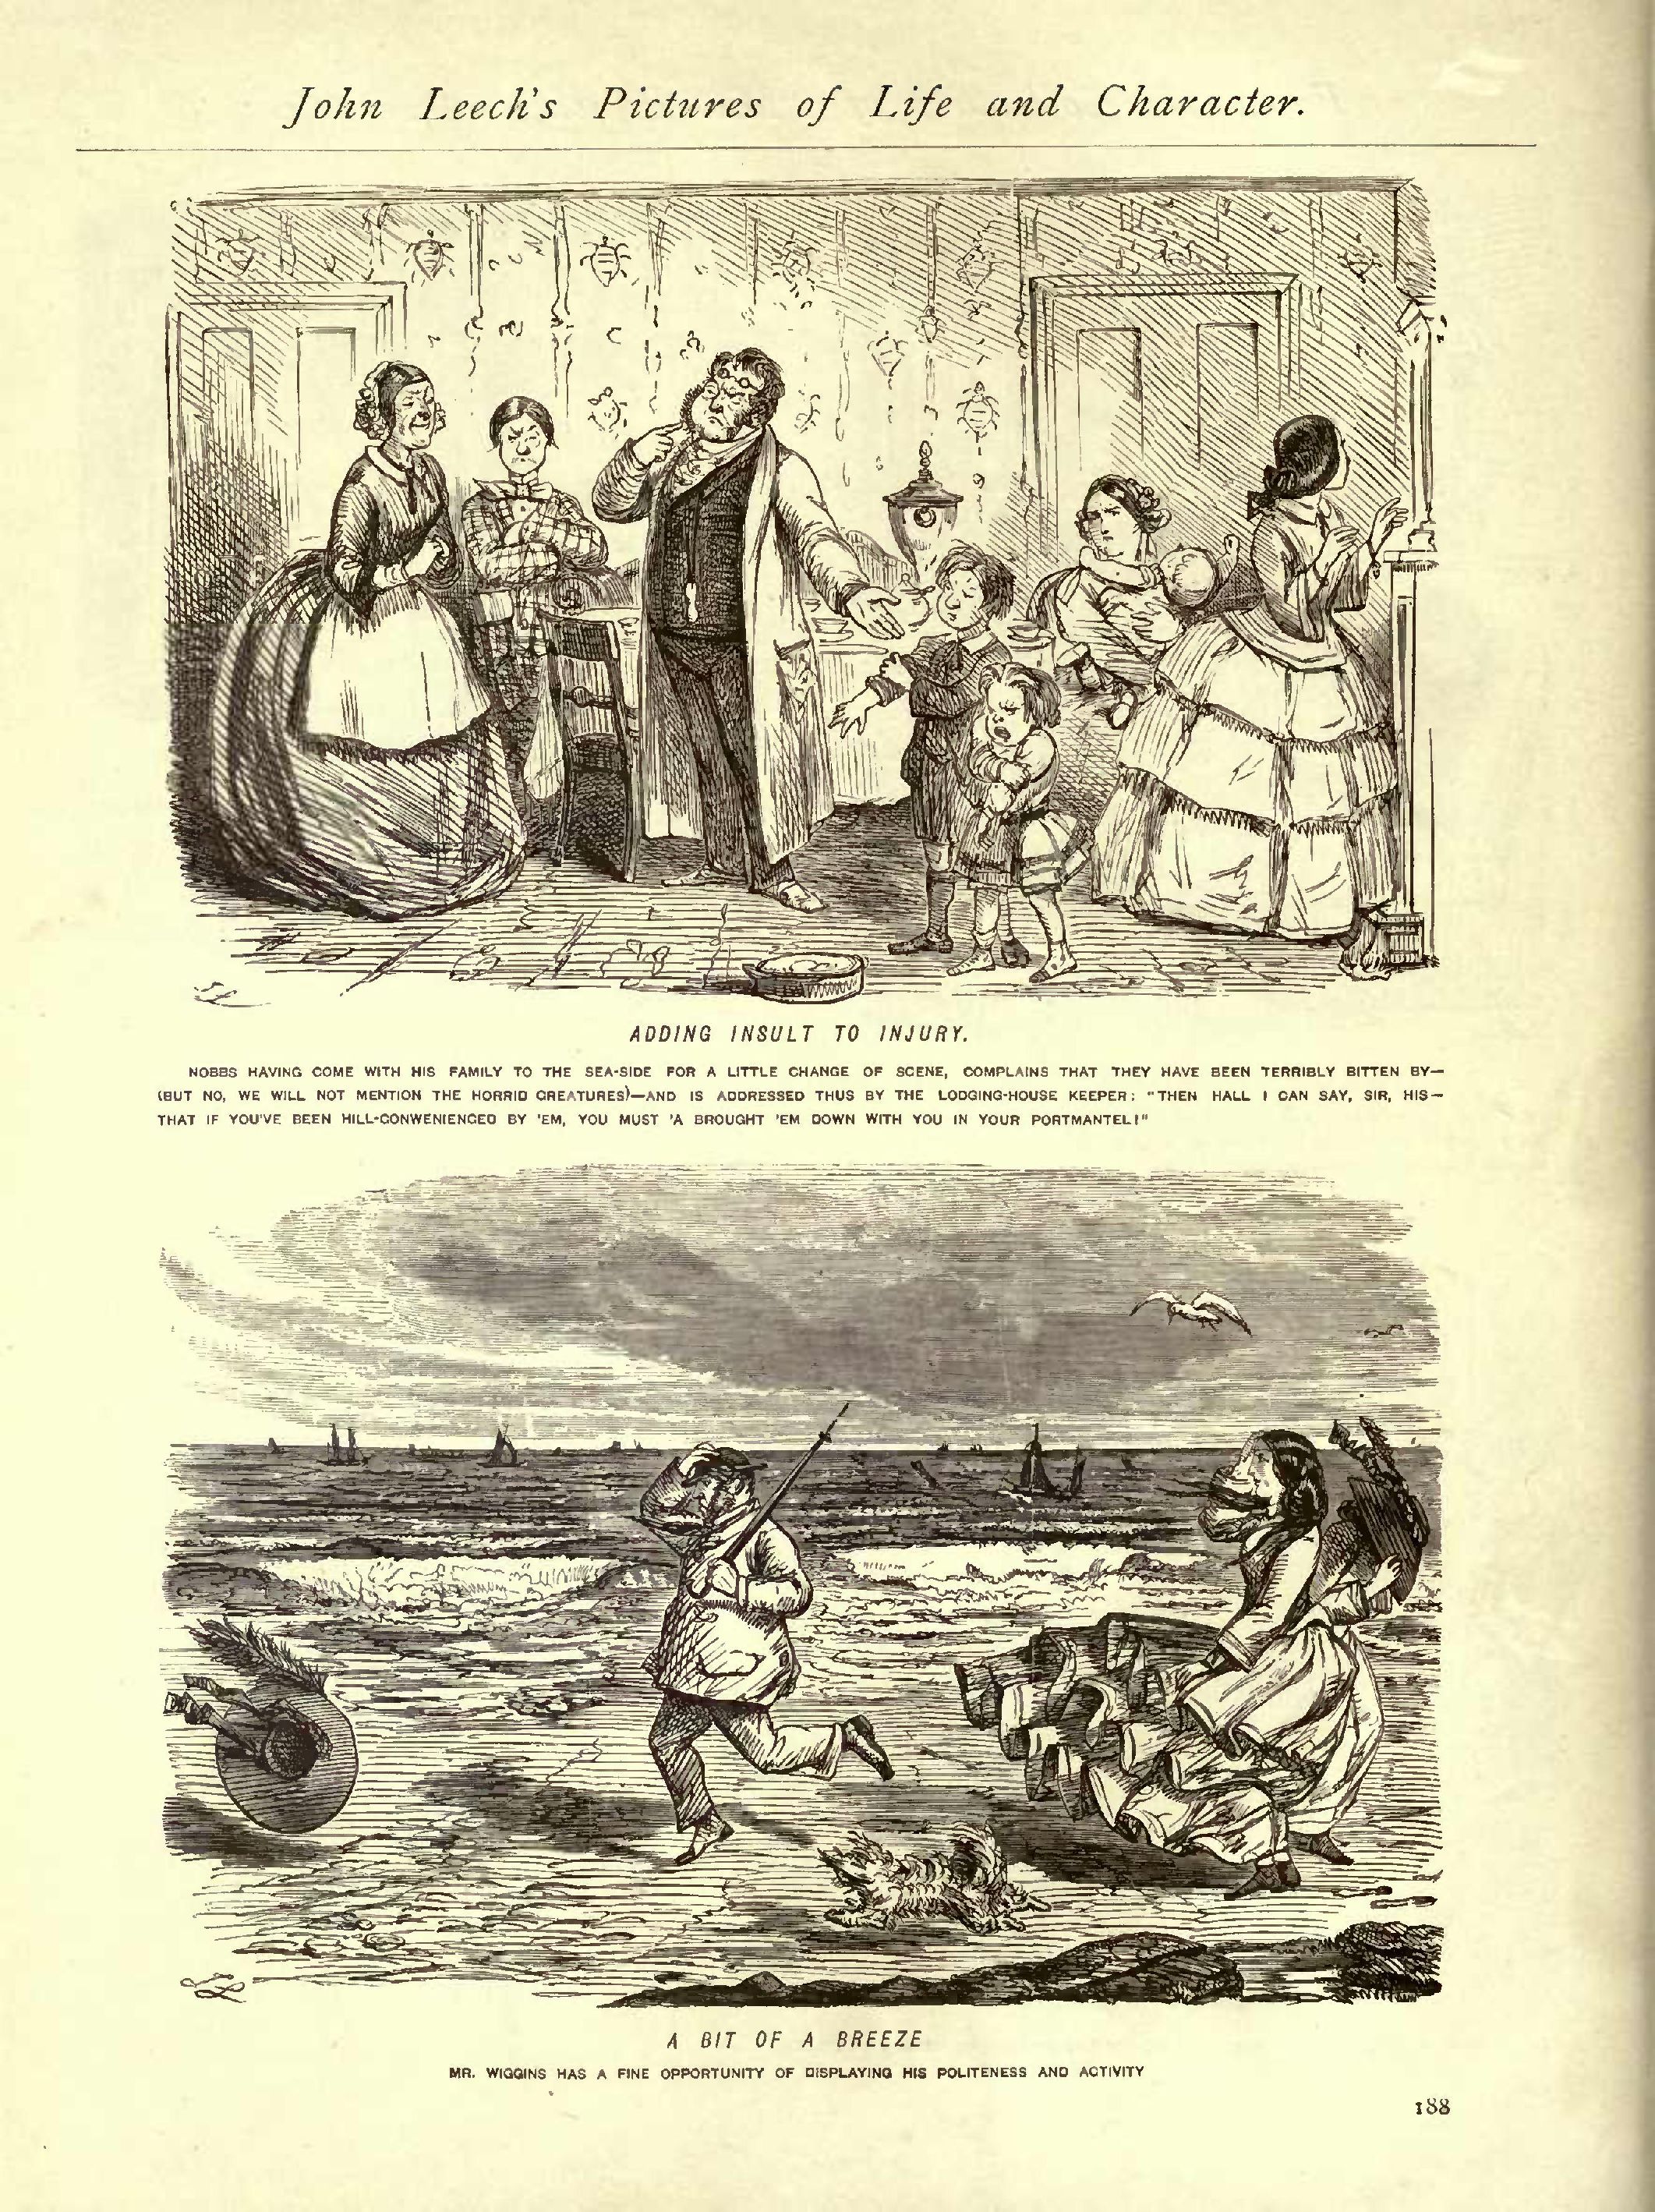 John Leech's Pictures of Life and Character.
ADDING INSULT TO INJURY.
NOBBS HAVING COME WITH HIS FAMILY TO THE SEA-SIDE FOR A LITTLE CHANGE OF SCENE, COMPLAINS THAT THEY HAVE BEEN TERRIBLY BITTEN BY—
(BUT NO, WE WILL NOT MENTION THE HORRID CREATURES)—AND IS ADDRESSED THUS BY THE LODGING-HOUSE KEEPER: "THEN HALL I CAN SAY, SIR, HIS—
THAT IF YOU'VE BEEN HILL-CONWENIENCED BY 'EM, YOU MUST 'A BROUGHT 'EM DOWN WITH YOU IN YOUR PORTMANTEL!"
A BIT OF A BREEZE
MR. WIGGINS HAS A FINE OPPORTUNITY OF DISPLAYING HIS POLITENESS AND ACTIVITY
188